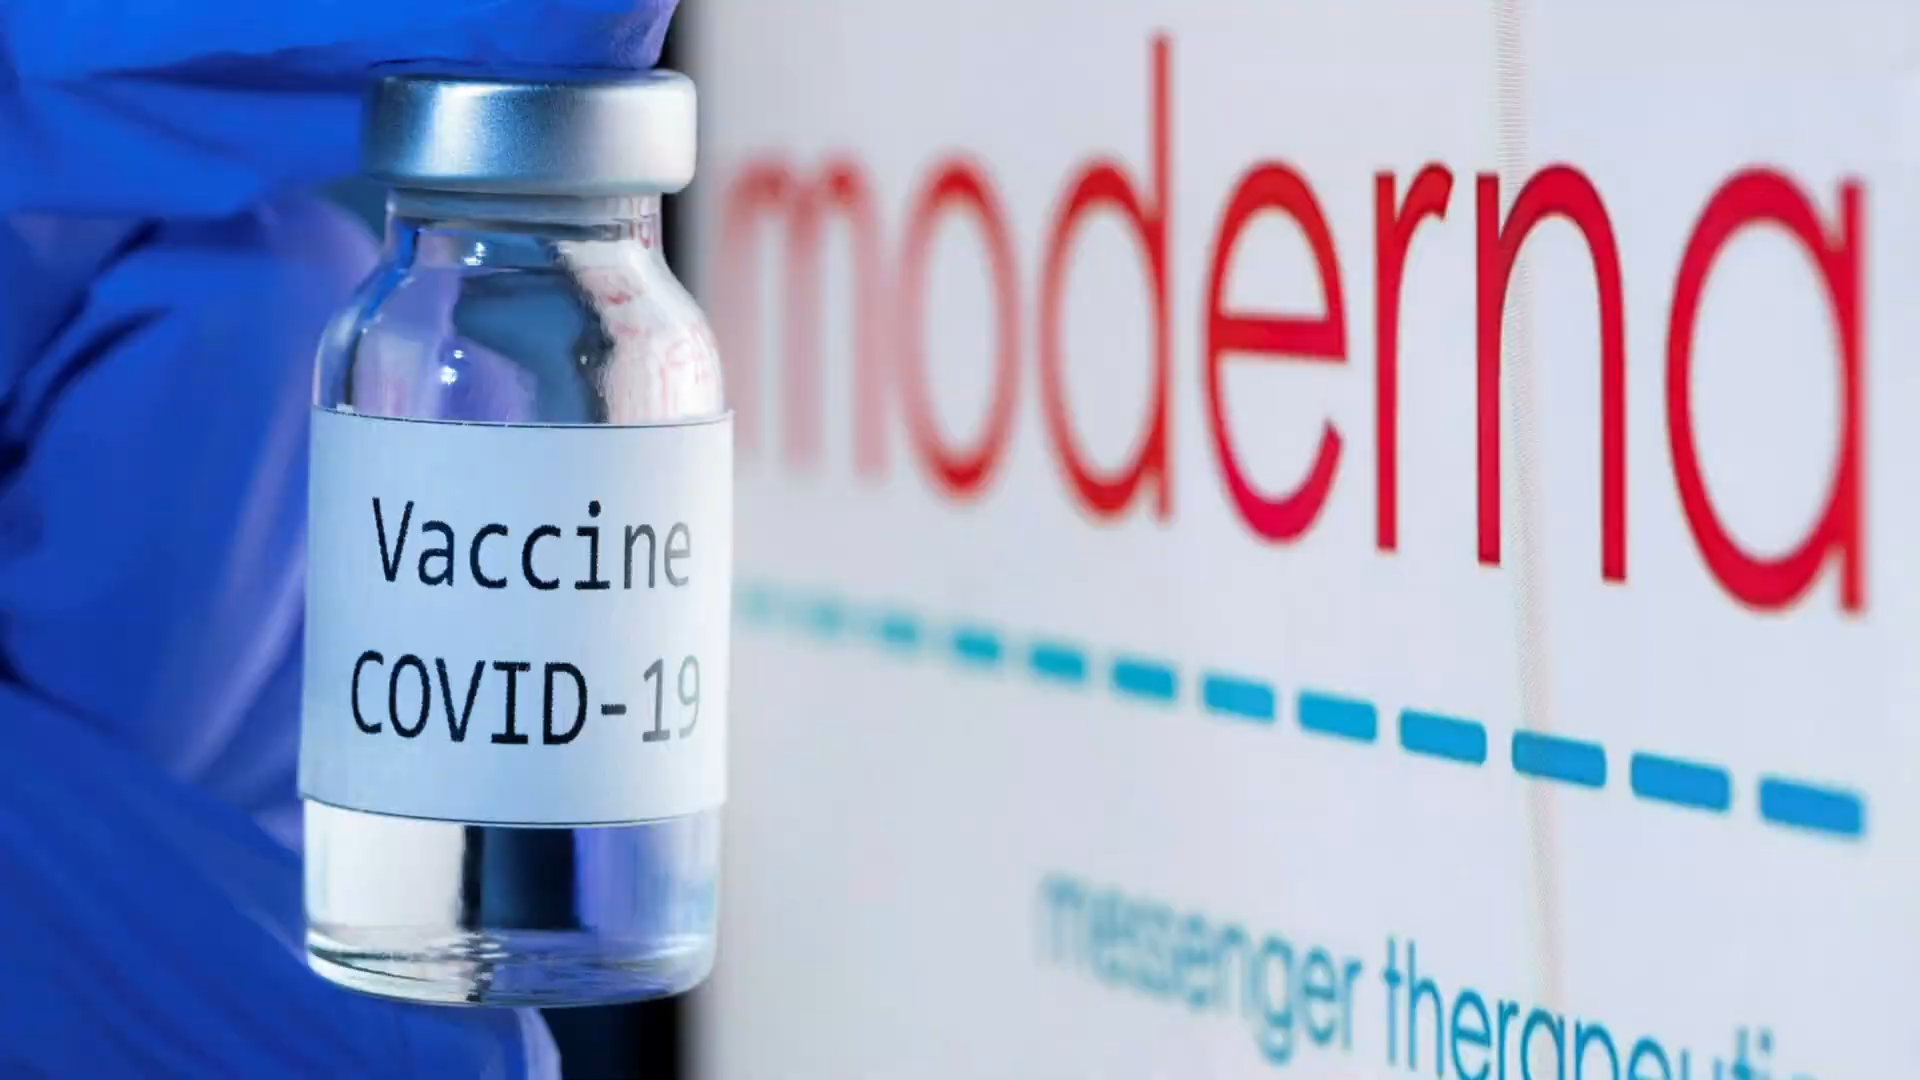 Vaccine
COVID-19
moderna
messenger therapeuti